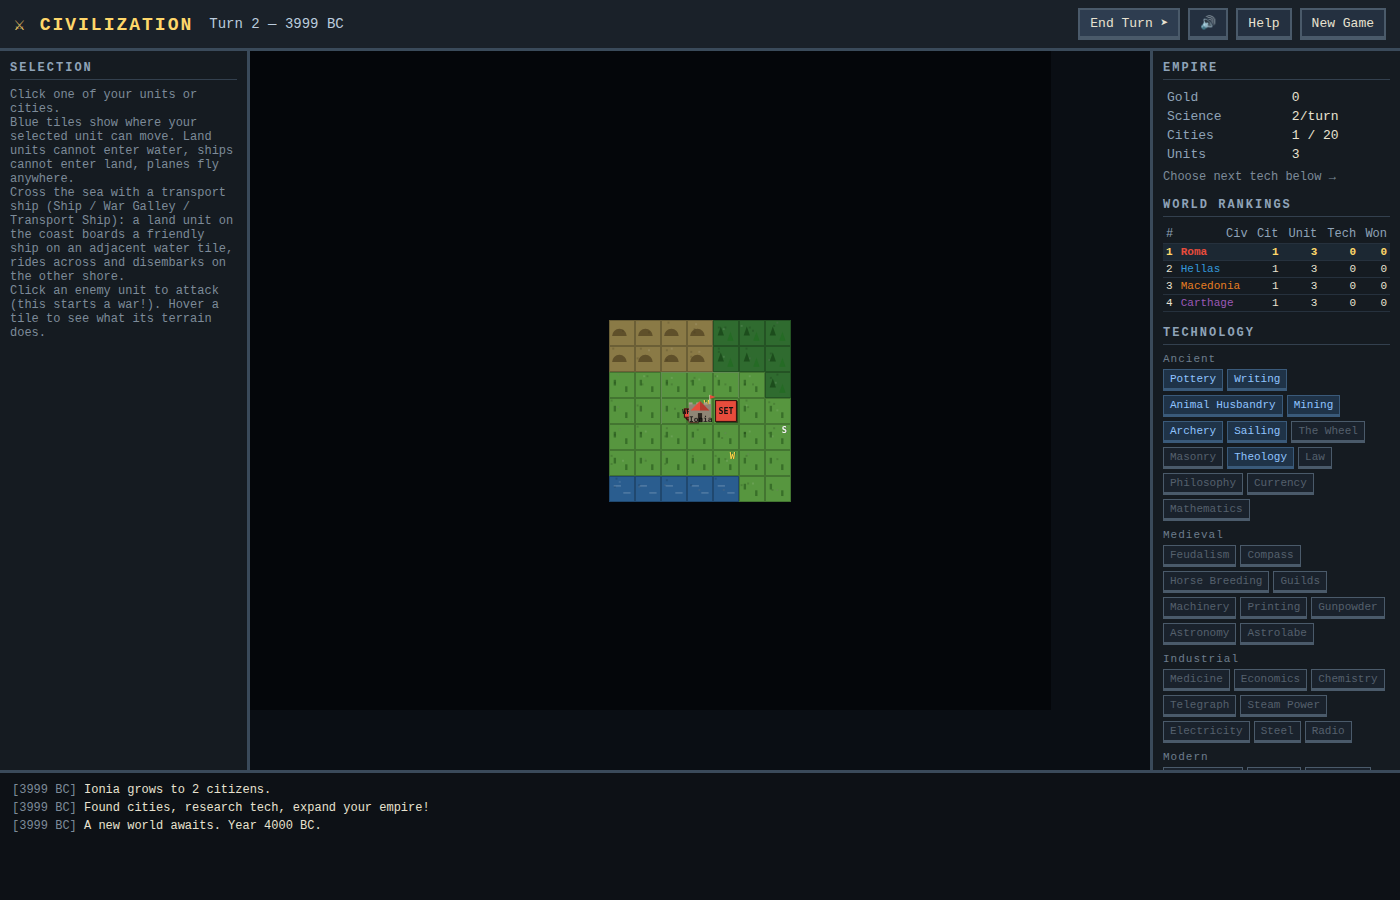 ⚔ CIVILIZATION Turn 2 — 3999 BC End Turn ➤ 🔊 Help New Game
SELECTION
Click one of your units or
cities.
Blue tiles show where your
selected unit can move. Land
units cannot enter water, ships
cannot enter land, planes fly
anywhere.
Cross the sea with a transport
ship (Ship / War Galley /
Transport Ship): a land unit on
the coast boards a friendly
ship on an adjacent water tile,
rides across and disembarks on
the other shore.
Click an enemy unit to attack
(this starts a war!). Hover a
tile to see what its terrain
does.
SET
S
W
EMPIRE
Gold 0
Science 2/turn
Cities 1 / 20
Units 3
Choose next tech below →
WORLD RANKINGS
# Civ Cit Unit Tech Won
1 Roma 1 3 0 0
2 Hellas 1 3 0 0
3 Macedonia 1 3 0 0
4 Carthage 1 3 0 0
TECHNOLOGY
Ancient
Pottery Writing
Animal Husbandry Mining
Archery Sailing The Wheel
Masonry Theology Law
Philosophy Currency
Mathematics
Medieval
Feudalism Compass
Horse Breeding Guilds
Machinery Printing Gunpowder
Astronomy Astrolabe
Industrial
Medicine Economics Chemistry
Telegraph Steam Power
Electricity Steel Radio
Modern
[3999 BC] Ionia grows to 2 citizens.
[3999 BC] Found cities, research tech, expand your empire!
[3999 BC] A new world awaits. Year 4000 BC.